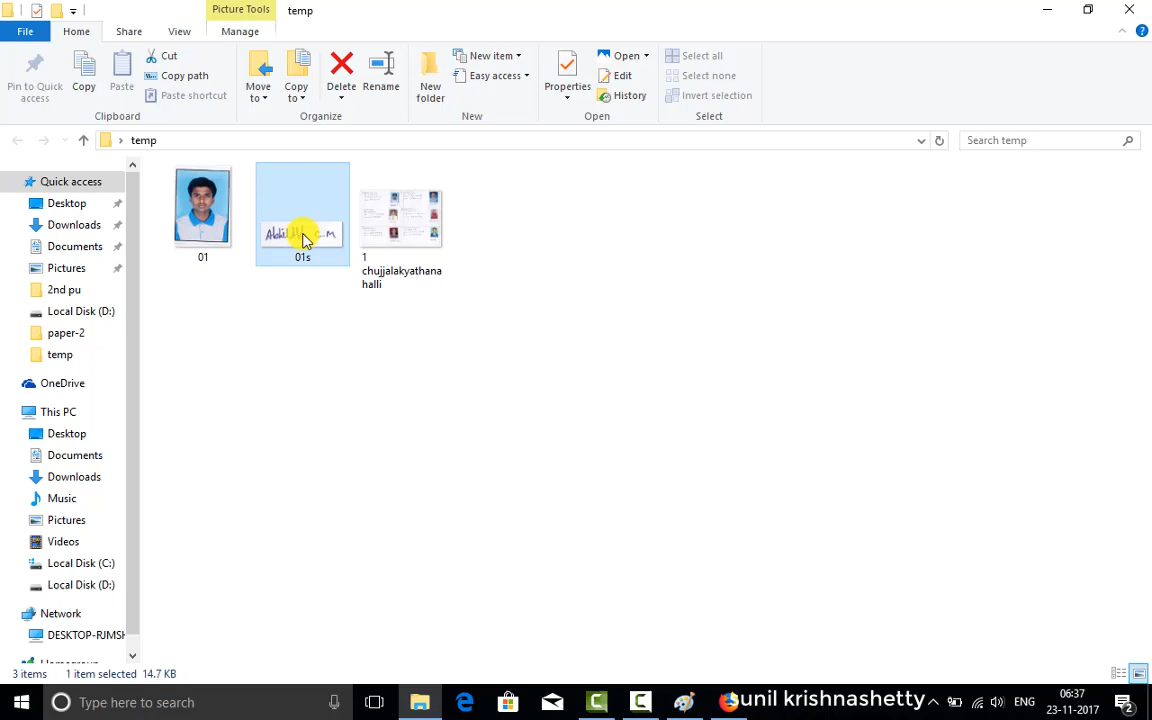 Picture Tools
temp
File
Home
Share
View
Manage
Pin to Quick
access
Copy
Paste
Cut
Copy path
Paste shortcut
Clipboard
Move
to
Copy
to
Delete
Rename
Organize
New
folder
New item
Easy access
New
Properties
Open
Edit
History
Open
Select all
Select none
Invert selection
Select
temp
Search temp
Quick access
Desktop
Downloads
Documents
Pictures
2nd pu
Local Disk (D:)
paper-2
temp
OneDrive
This PC
Desktop
Documents
Downloads
Music
Pictures
Videos
Local Disk (C:)
Local Disk (D:)
Network
01
01s
1
chujjalakyathana
halli
3 items
1 item selected
14.7 KB
Type here to search
sunil krishnashetty
ENG
06:37
23-11-2017
2